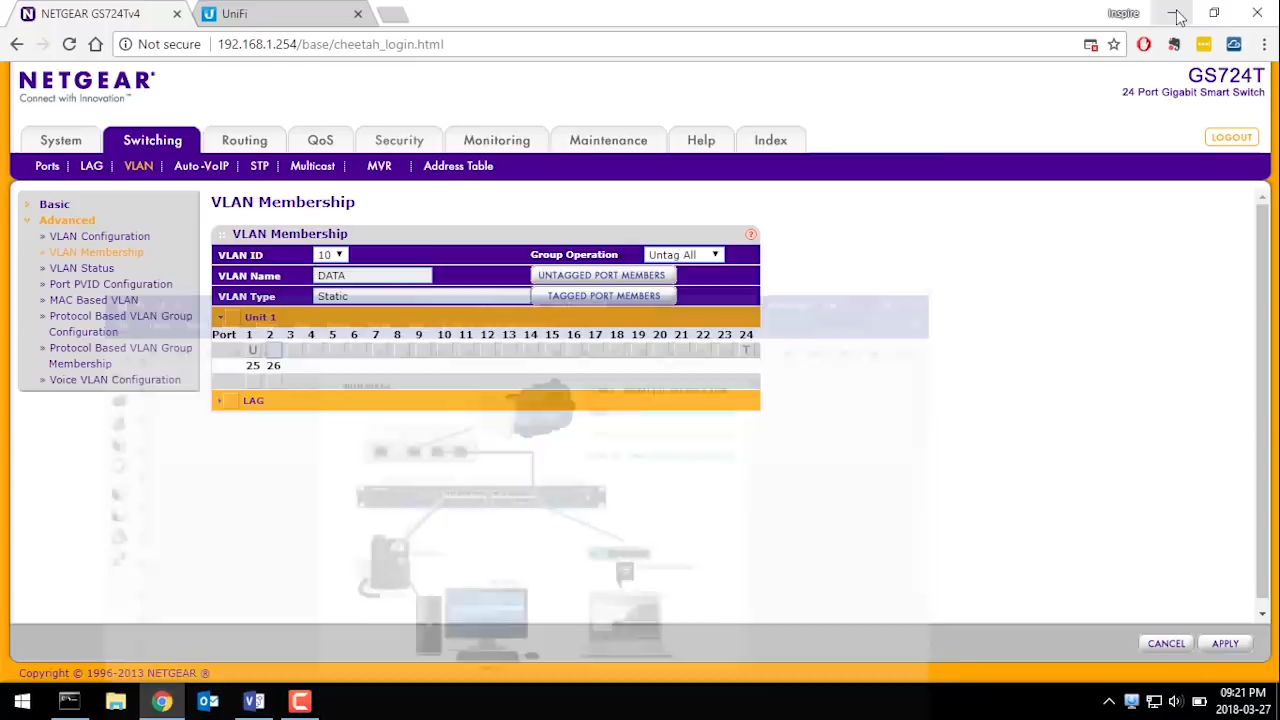 NETGEAR GS724Tv4
UniFi
Inspire
Not secure
192.168.1.254/base/cheetah_login.html
NETGEAR®
Connect with Innovation™
GS724T
24 Port Gigabit Smart Switch
System
Switching
Routing
QoS
Security
Monitoring
Maintenance
Help
Index
LOGOUT
Ports
LAG
VLAN
Auto-VoIP
STP
Multicast
MVR
Address Table
Basic
Advanced
» VLAN Configuration
» VLAN Membership
» VLAN Status
» Port PVID Configuration
» MAC Based VLAN
» Protocol Based VLAN Group
Configuration
» Protocol Based VLAN Group
Membership
» Voice VLAN Configuration
VLAN Membership
VLAN Membership
VLAN ID
10
Group Operation
Untag All
VLAN Name
DATA
UNTAGGED PORT MEMBERS
VLAN Type
Static
TAGGED PORT MEMBERS
Unit 1
Port 1 2 3 4 5 6 7 8 9 10 11 12 13 14 15 16 17 18 19 20 21 22 23 24
U T
25 26
LAG
CANCEL
APPLY
Copyright © 1996-2013 NETGEAR ®
09:21 PM
2018-03-27